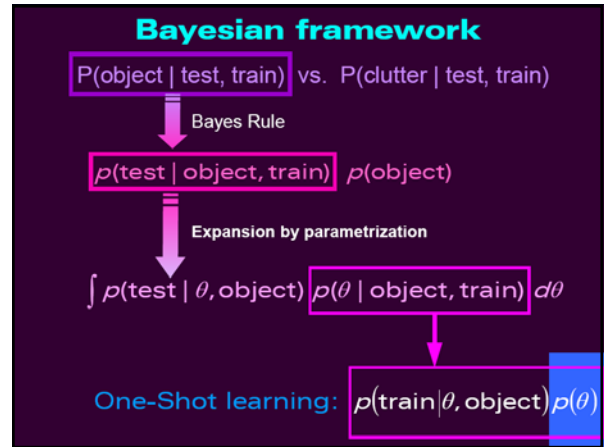 Bayesian framework
P(object | test, train) vs. P(clutter | test, train)
Bayes Rule
p(test | object, train) p(object)
Expansion by parametrization
∫ p(test | θ, object) p(θ | object, train) dθ
One-Shot learning: p(train|θ, object)p(θ)